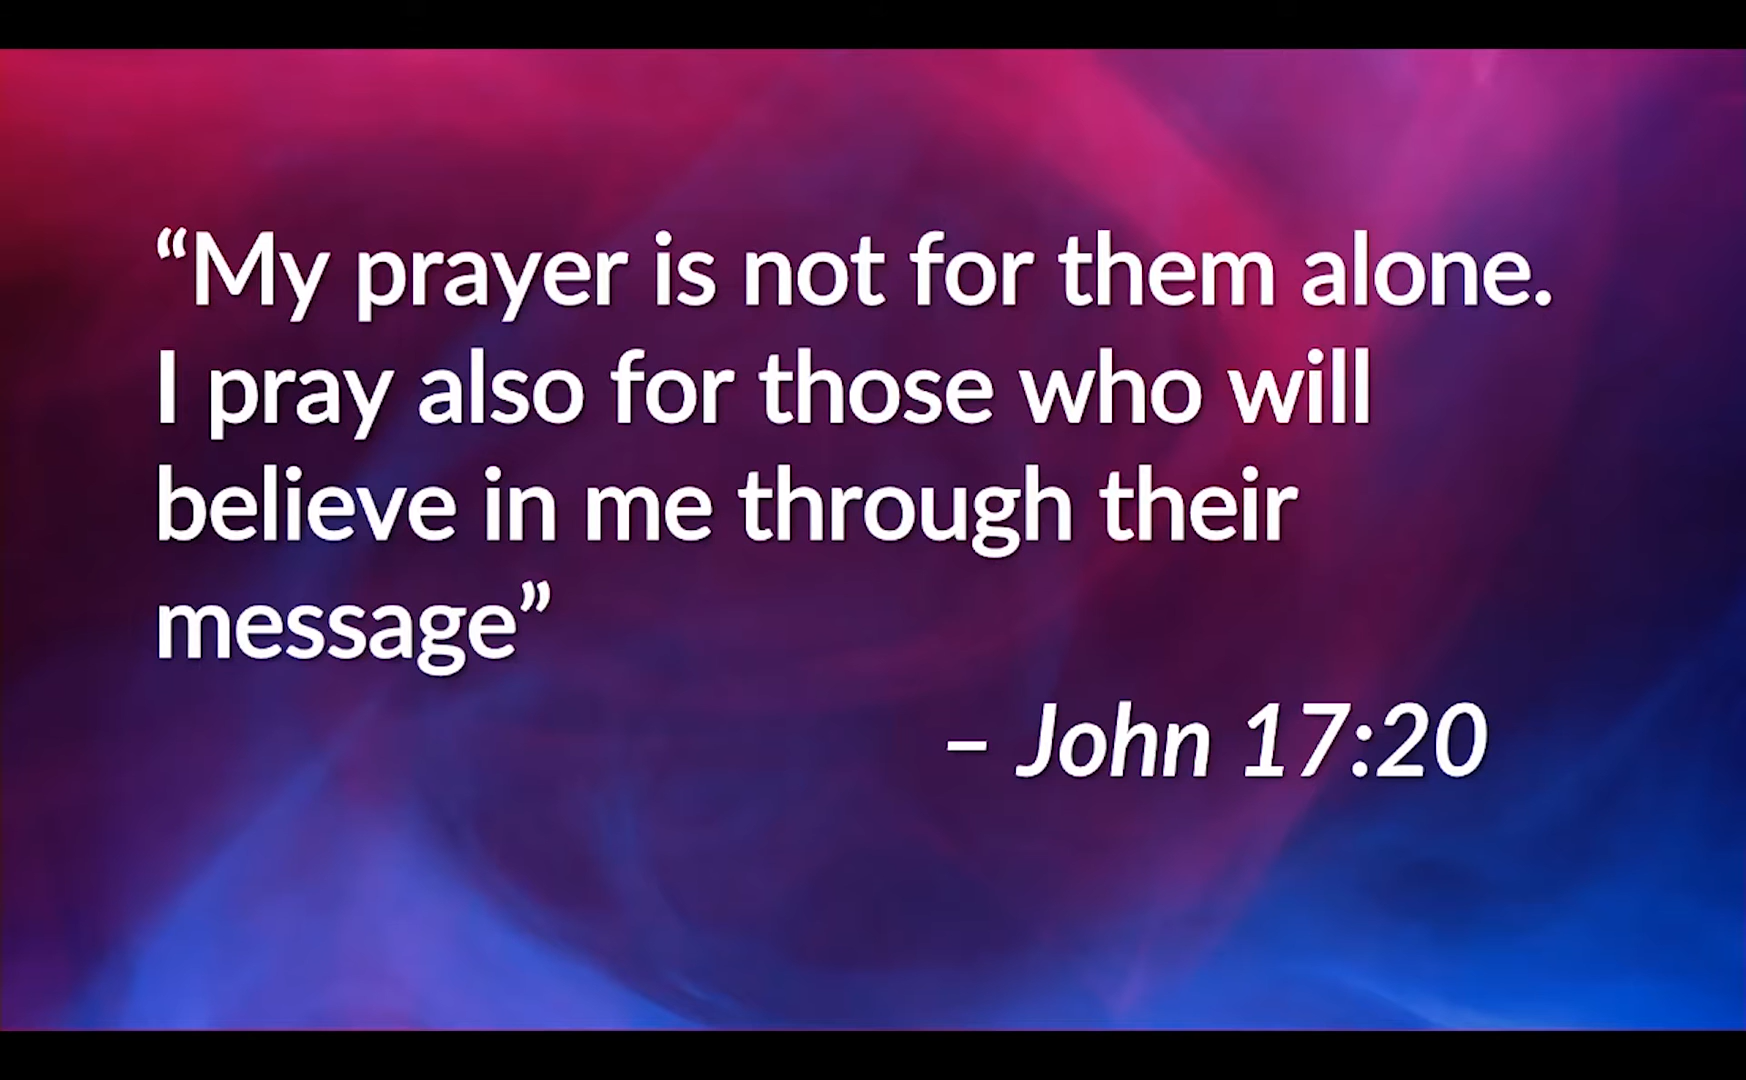 “My prayer is not for them alone.
I pray also for those who will
believe in me through their
message”
– John 17:20